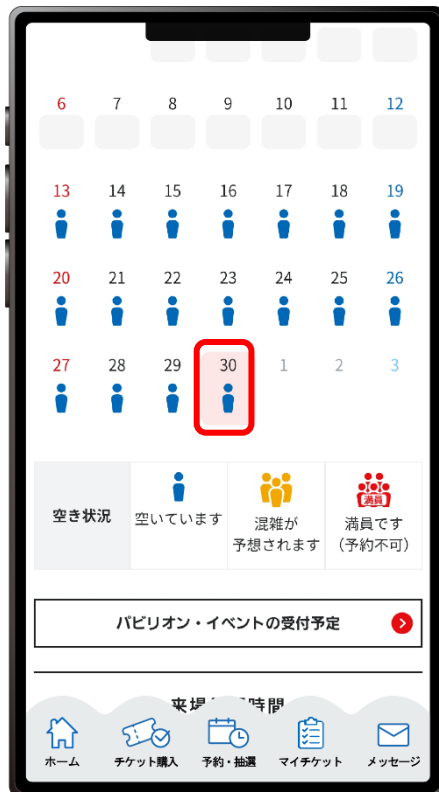 6 7 8 9 10 11 12
13 14 15 16 17 18 19
20 21 22 23 24 25 26
27 28 29 30 1 2 3
空き状況
空いています
混雑が
予想されます
満員
満員です
(予約不可)
パビリオン・イベントの受付予定
来場 時間
ホーム
チケット購入
予約・抽選
マイチケット
メッセージ